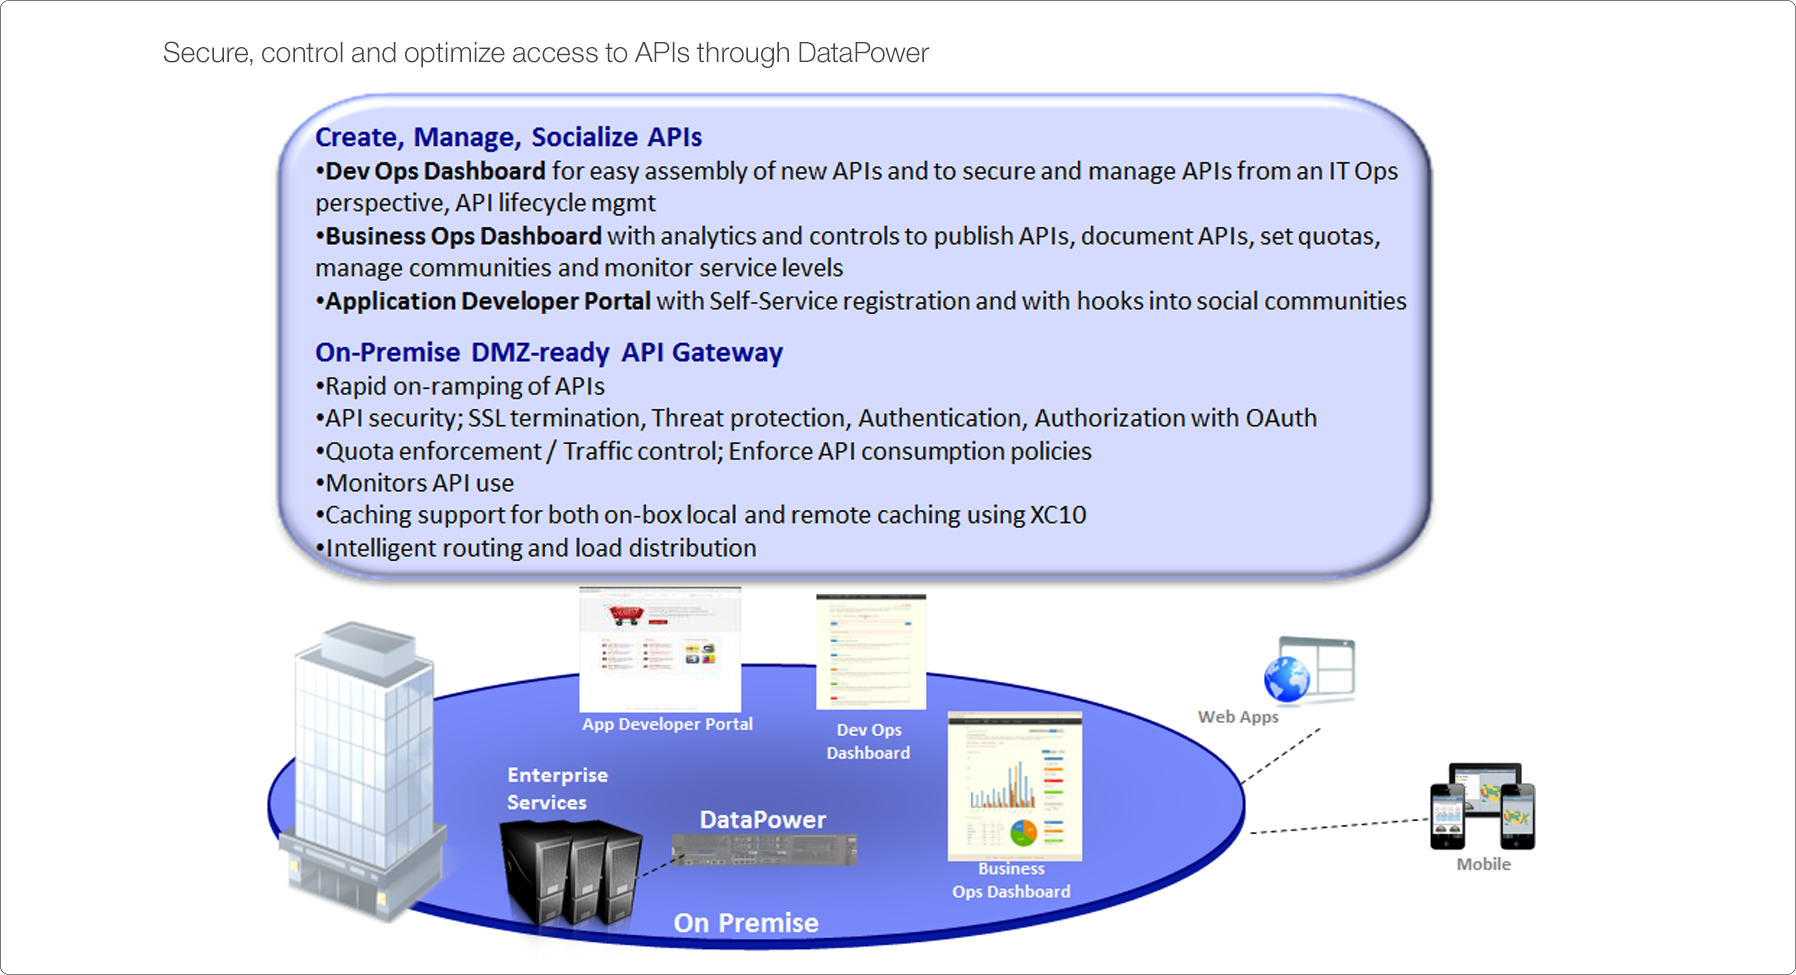 Secure, control and optimize access to APIs through DataPower
Create, Manage, Socialize APIs
•Dev Ops Dashboard for easy assembly of new APIs and to secure and manage APIs from an IT Ops
perspective, API lifecycle mgmt
•Business Ops Dashboard with analytics and controls to publish APIs, document APIs, set quotas,
manage communities and monitor service levels
•Application Developer Portal with Self-Service registration and with hooks into social communities
On-Premise DMZ-ready API Gateway
•Rapid on-ramping of APIs
•API security; SSL termination, Threat protection, Authentication, Authorization with OAuth
•Quota enforcement / Traffic control; Enforce API consumption policies
•Monitors API use
•Caching support for both on-box local and remote caching using XC10
•Intelligent routing and load distribution
App Developer Portal
Dev Ops
Dashboard
Web Apps
Enterprise
Services
DataPower
Business
Ops Dashboard
Mobile
On Premise